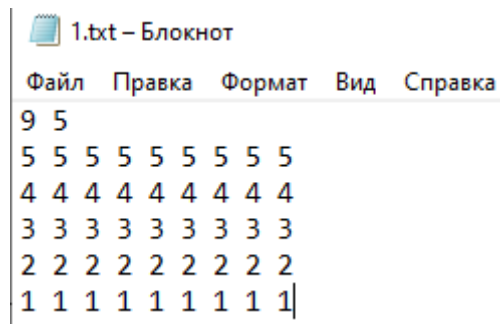 1.txt – Блокнот
Файл Правка Формат Вид Справка
9 5
5 5 5 5 5 5 5 5 5
4 4 4 4 4 4 4 4 4
3 3 3 3 3 3 3 3 3
2 2 2 2 2 2 2 2 2
1 1 1 1 1 1 1 1 1